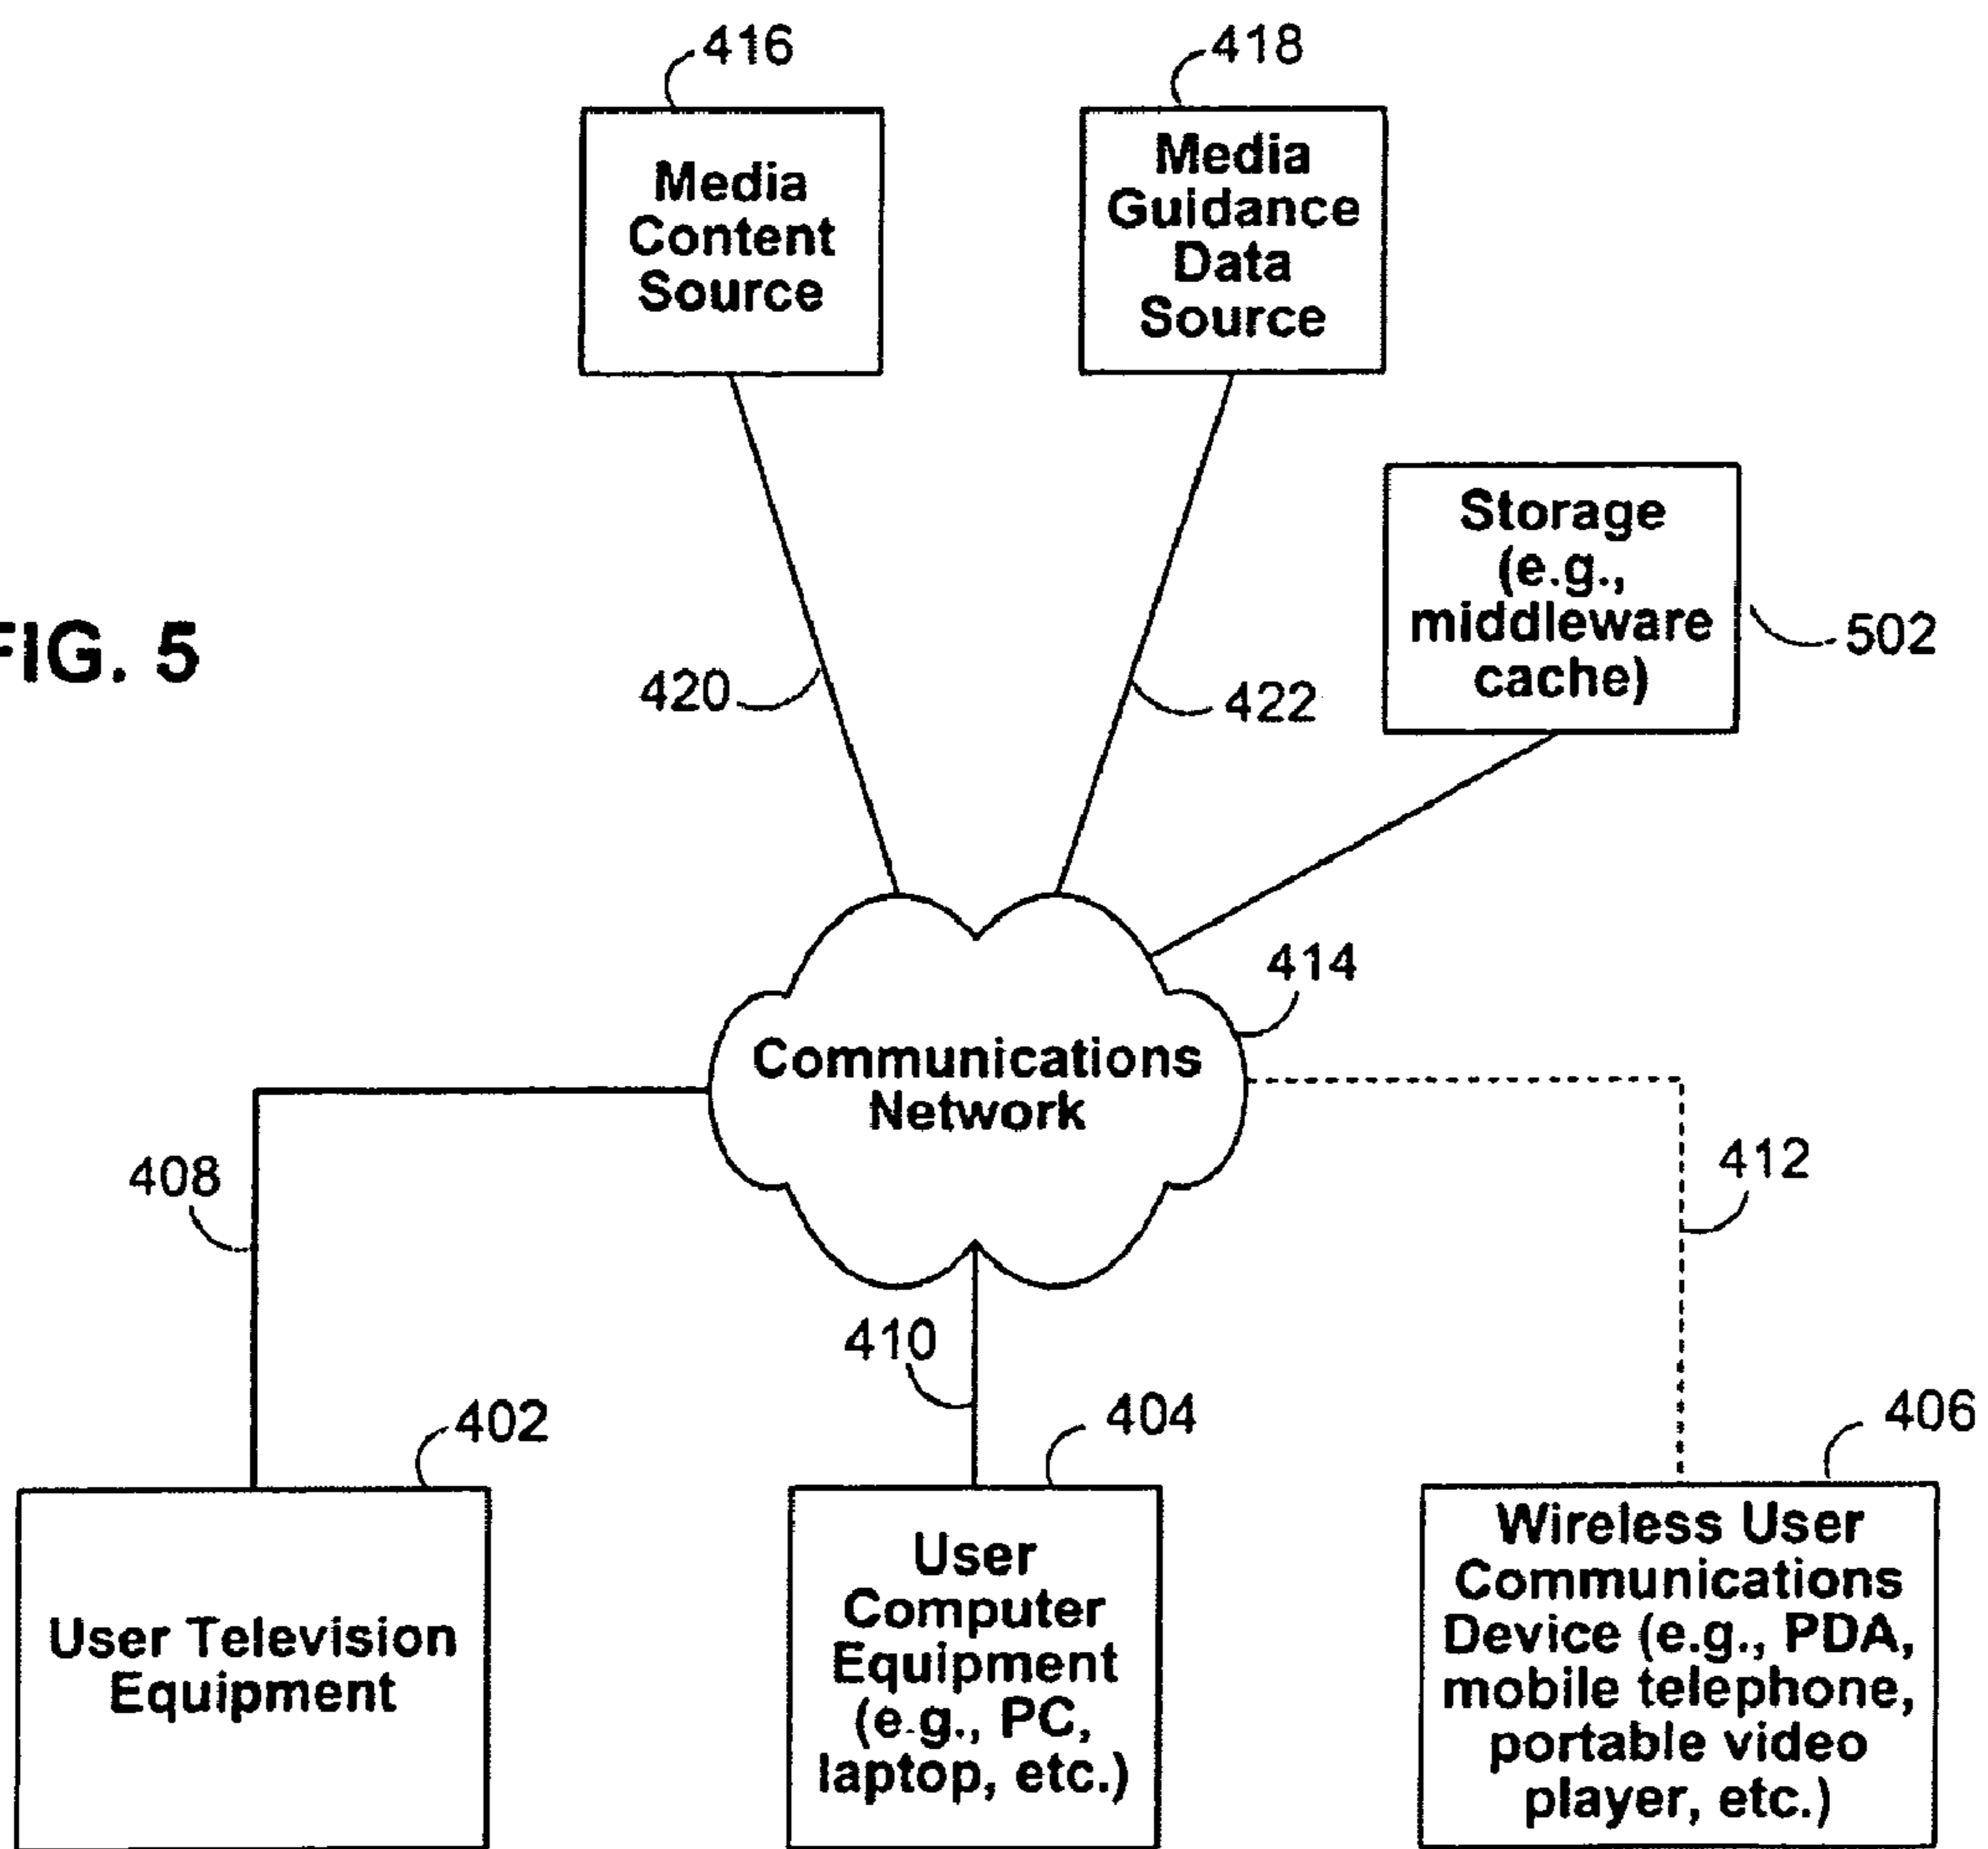 416
418
Media
Content
Source
Media
Guidance
Data
Source
Storage
(e.g.,
middleware
cache)
502
FIG. 5
420
422
414
Communications
Network
408
412
410
402
404
406
User Television
Equipment
User
Computer
Equipment
(e.g., PC,
laptop, etc.)
Wireless User
Communications
Device (e.g., PDA,
mobile telephone,
portable video
player, etc.)